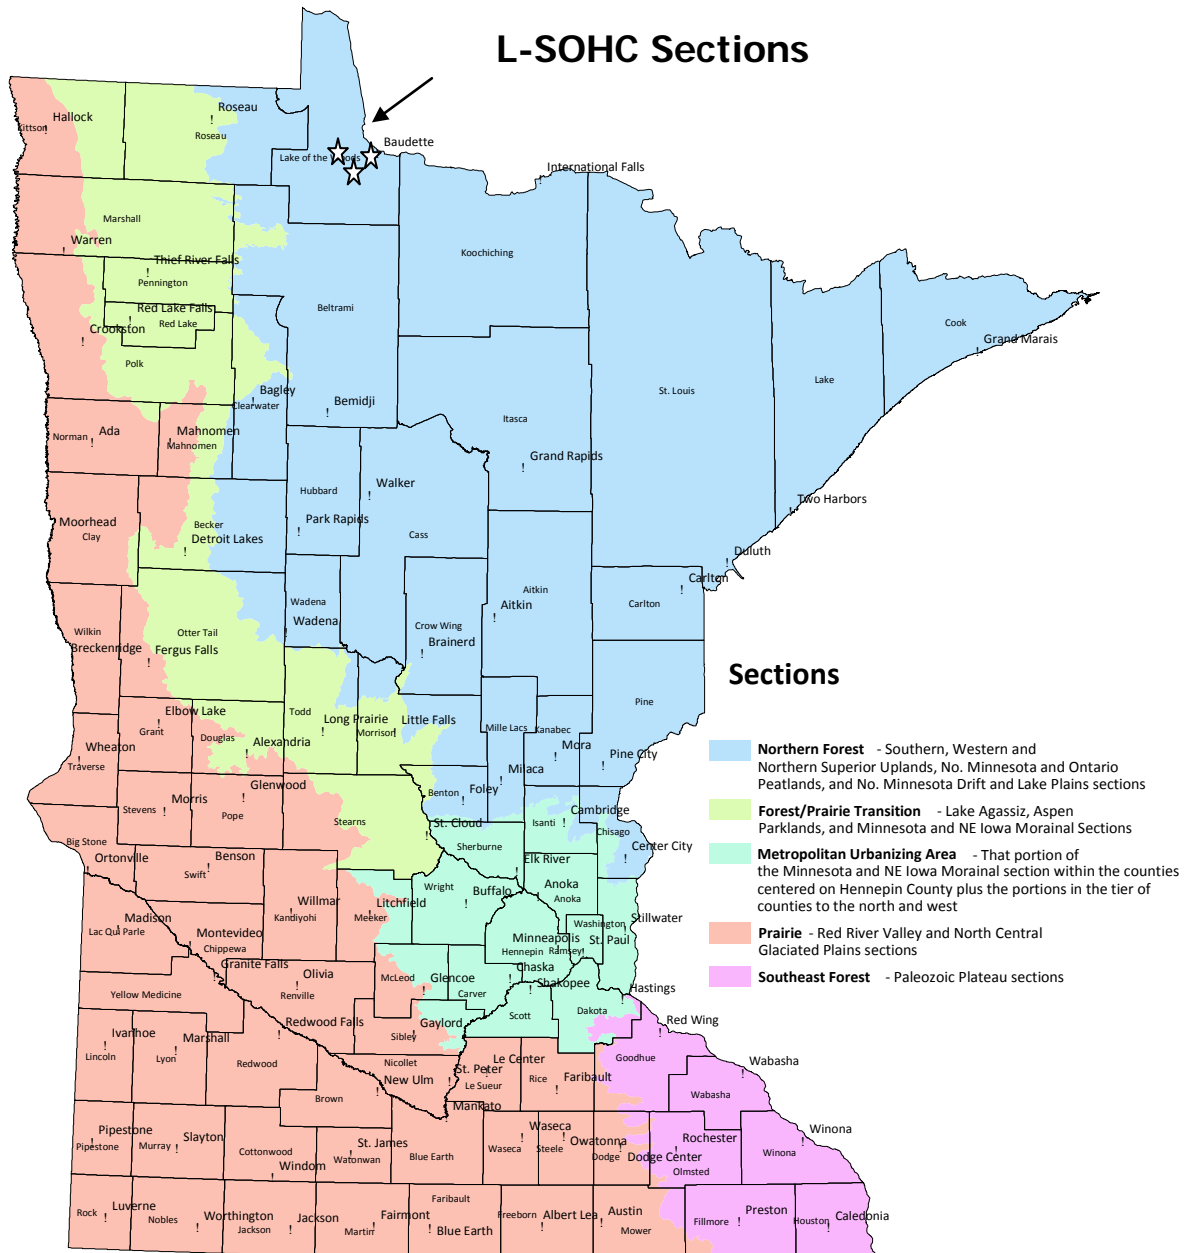 L-SOHC Sections
Roseau
Hallock
Kittson
Roseau
Baudette
Lake of the Woods
International Falls
Marshall
Warren
Koochiching
Thief River Falls
Pennington
Red Lake Falls
Red Lake
Beltrami
Crookston
Cook
Grand Marais
Polk
Lake
St. Louis
Bagley
Clearwater
Bemidji
Itasca
Norman
Ada
Mahnomen
Mahnomen
Grand Rapids
Hubbard
Walker
Two Harbors
Moorhead
Clay
Becker
Detroit Lakes
Park Rapids
Cass
Duluth
Carlton
Aitkin
Aitkin
Carlton
Wadena
Wadena
Crow Wing
Brainerd
Wilkin
Breckenridge
Otter Tail
Fergus Falls
Sections
Pine
Elbow Lake
Grant
Todd
Long Prairie
Morrison
Little Falls
Mille Lacs
Kanabec
Mora
Pine City
Douglas
Alexandria
Wheaton
Traverse
Northern Forest - Southern, Western and
Northern Superior Uplands, No. Minnesota and Ontario
Peatlands, and No. Minnesota Drift and Lake Plains sections
Milaca
Glenwood
Morris
Stevens
Pope
Benton
Foley
Forest/Prairie Transition - Lake Agassiz, Aspen
Parklands, and Minnesota and NE Iowa Morainal Sections
Cambridge
Isanti
Chisago
Stearns
St. Cloud
Big Stone
Ortonville
Sherburne
Center City
Metropolitan Urbanizing Area - That portion of
the Minnesota and NE Iowa Morainal section within the counties
centered on Hennepin County plus the portions in the tier of
counties to the north and west
Benson
Swift
Elk River
Wright
Buffalo
Anoka
Anoka
Willmar
Kandiyohi
Litchfield
Meeker
Stillwater
Washington
Madison
Lac Qui Parle
Montevideo
Chippewa
Minneapolis
Hennepin
Ramsey
St. Paul
Prairie - Red River Valley and North Central
Glaciated Plains sections
Granite Falls
Olivia
Renville
McLeod
Glencoe
Carver
Chaska
Shakopee
Southeast Forest - Paleozoic Plateau sections
Yellow Medicine
Hastings
Scott
Dakota
Redwood Falls
Gaylord
Sibley
Red Wing
Ivanhoe
Lincoln
Marshall
Lyon
Redwood
Nicollet
New Ulm
Le Center
St. Peter
Le Sueur
Rice
Faribault
Goodhue
Wabasha
Wabasha
Brown
Mankato
Pipestone
Pipestone
Murray
Slayton
Cottonwood
Windom
St. James
Watonwan
Blue Earth
Waseca
Waseca
Steele
Owatonna
Dodge
Dodge Center
Rochester
Olmsted
Winona
Winona
Rock
Luverne
Nobles
Worthington
Jackson
Jackson
Martin
Fairmont
Faribault
Blue Earth
Freeborn
Albert Lea
Austin
Mower
Fillmore
Preston
Houston
Caledonia